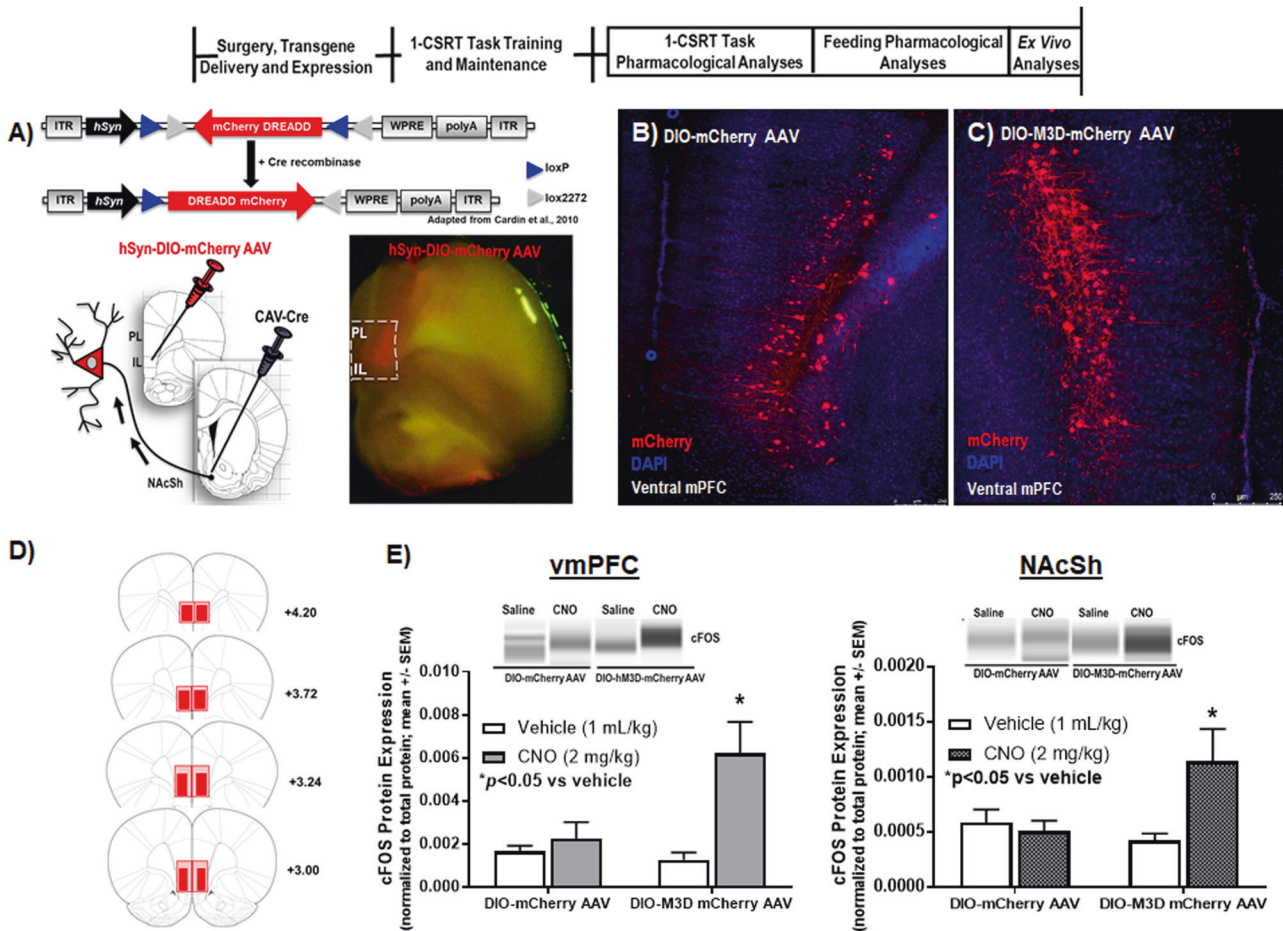 Surgery, Transgene
Delivery and Expression
1-CSRT Task Training
and Maintenance
1-CSRT Task
Pharmacological Analyses
Feeding Pharmacological
Analyses
Ex Vivo
Analyses
A)
ITR hSyn mCherry DREADD WPRE polyA ITR
+ Cre recombinase
loxP
lox2272
ITR hSyn DREADD mCherry WPRE polyA ITR
Adapted from Cardin et al., 2010
hSyn-DIO-mCherry AAV
CAV-Cre
PL
IL
NAcSh
hSyn-DIO-mCherry AAV
PL
IL
B) DIO-mCherry AAV
mCherry
DAPI
Ventral mPFC
C) DIO-M3D-mCherry AAV
mCherry
DAPI
Ventral mPFC
0 µm 250
D)
+4.20
+3.72
+3.24
+3.00
E)
vmPFC
Saline CNO Saline CNO
cFOS
DIO-mCherry AAV DIO-hM3D-mCherry AAV
cFOS Protein Expression
(normalized to total protein; mean +/- SEM)
0.010
0.008
0.006
0.004
0.002
0.000
Vehicle (1 mL/kg)
CNO (2 mg/kg)
*p<0.05 vs vehicle
*
DIO-mCherry AAV DIO-M3D mCherry AAV
NAcSh
Saline CNO Saline CNO
cFOS
DIO-mCherry AAV DIO-M3D-mCherry AAV
cFOS Protein Expression
(normalized to total protein; mean +/- SEM)
0.0020
0.0015
0.0010
0.0005
0.0000
Vehicle (1 mL/kg)
CNO (2 mg/kg)
*p<0.05 vs vehicle
*
DIO-mCherry AAV DIO-M3D mCherry AAV